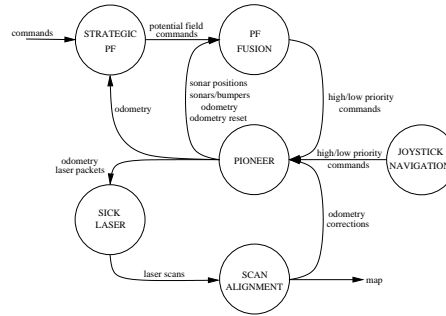 commands
STRATEGIC
PF
potential field
commands
PF
FUSION
sonar positions
sonars/bumpers
odometry
odometry reset
high/low priority
commands
odometry
PIONEER
high/low priority
commands
JOYSTICK
NAVIGATION
odometry
laser packets
SICK
LASER
odometry
corrections
laser scans
SCAN
ALIGNMENT
map